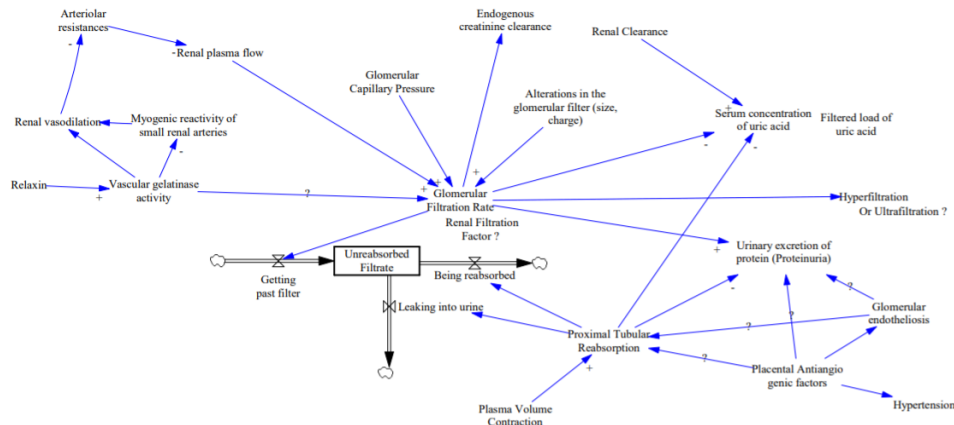 Arteriolar
resistances
-
-Renal plasma flow
Endogenous
creatinine clearance
Renal Clearance
Glomerular
Capillary Pressure
Alterations in the
glomerular filter (size,
charge)
+
Serum concentration
of uric acid
Filtered load of
uric acid
-
-
Renal vasodilation
Myogenic reactivity of
small renal arteries
-
Relaxin
+
Vascular gelatinase
activity
?
+
+
+
+
Glomerular
Filtration Rate
Renal Filtration
Factor ?
Hyperfiltration
Or Ultrafiltration ?
+
Urinary excretion of
protein (Proteinuria)
-
?
Unreabsorbed
Filtrate
Getting
past filter
Being reabsorbed
Leaking into urine
Glomerular
endotheliosis
?
Proximal Tubular
Reabsorption
+
?
Placental Antiangio
genic factors
Hypertension
Plasma Volume
Contraction